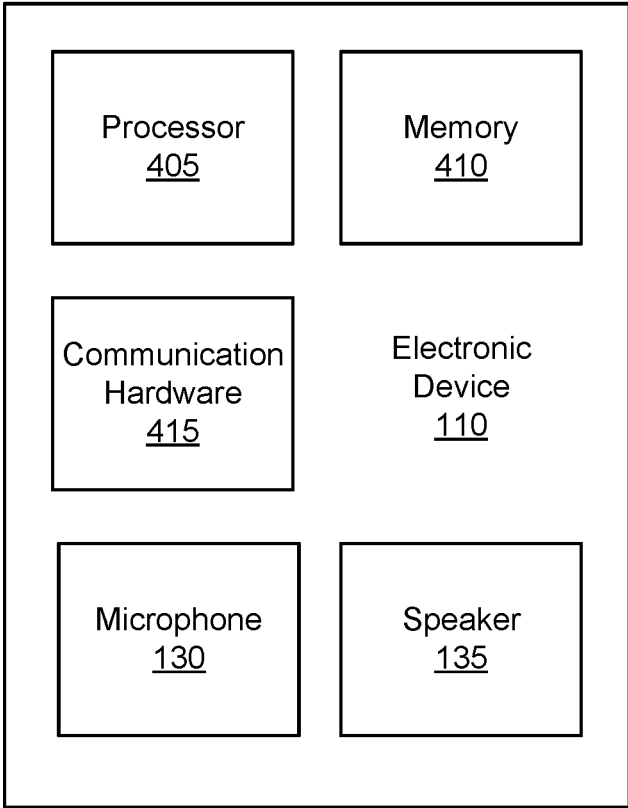 Processor
405
Memory
410
Communication
Hardware
415
Electronic
Device
110
Microphone
130
Speaker
135